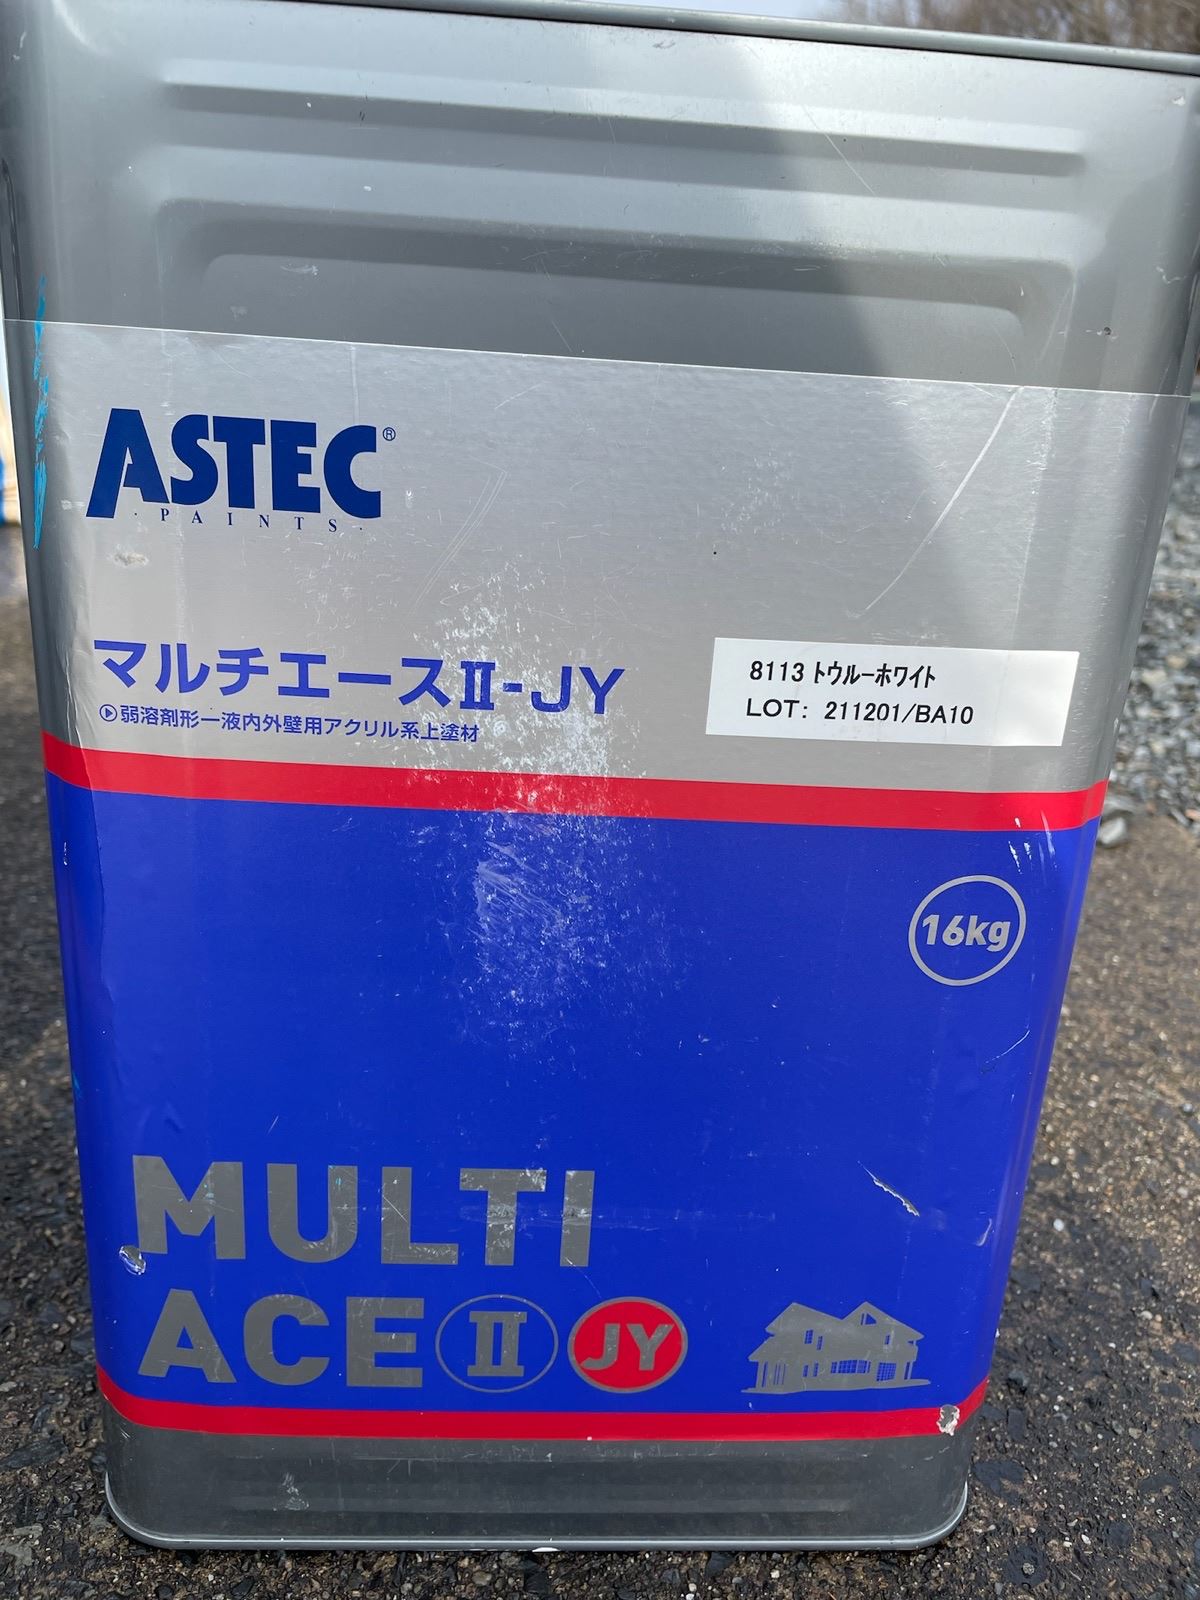 ASTEC®
·PAINTS·
マルチエースⅡ-JY
弱溶剤形一液内外壁用アクリル系上塗材
8113 トゥルーホワイト
LOT: 211201/BA10
16kg
MULTI
ACE Ⅱ JY